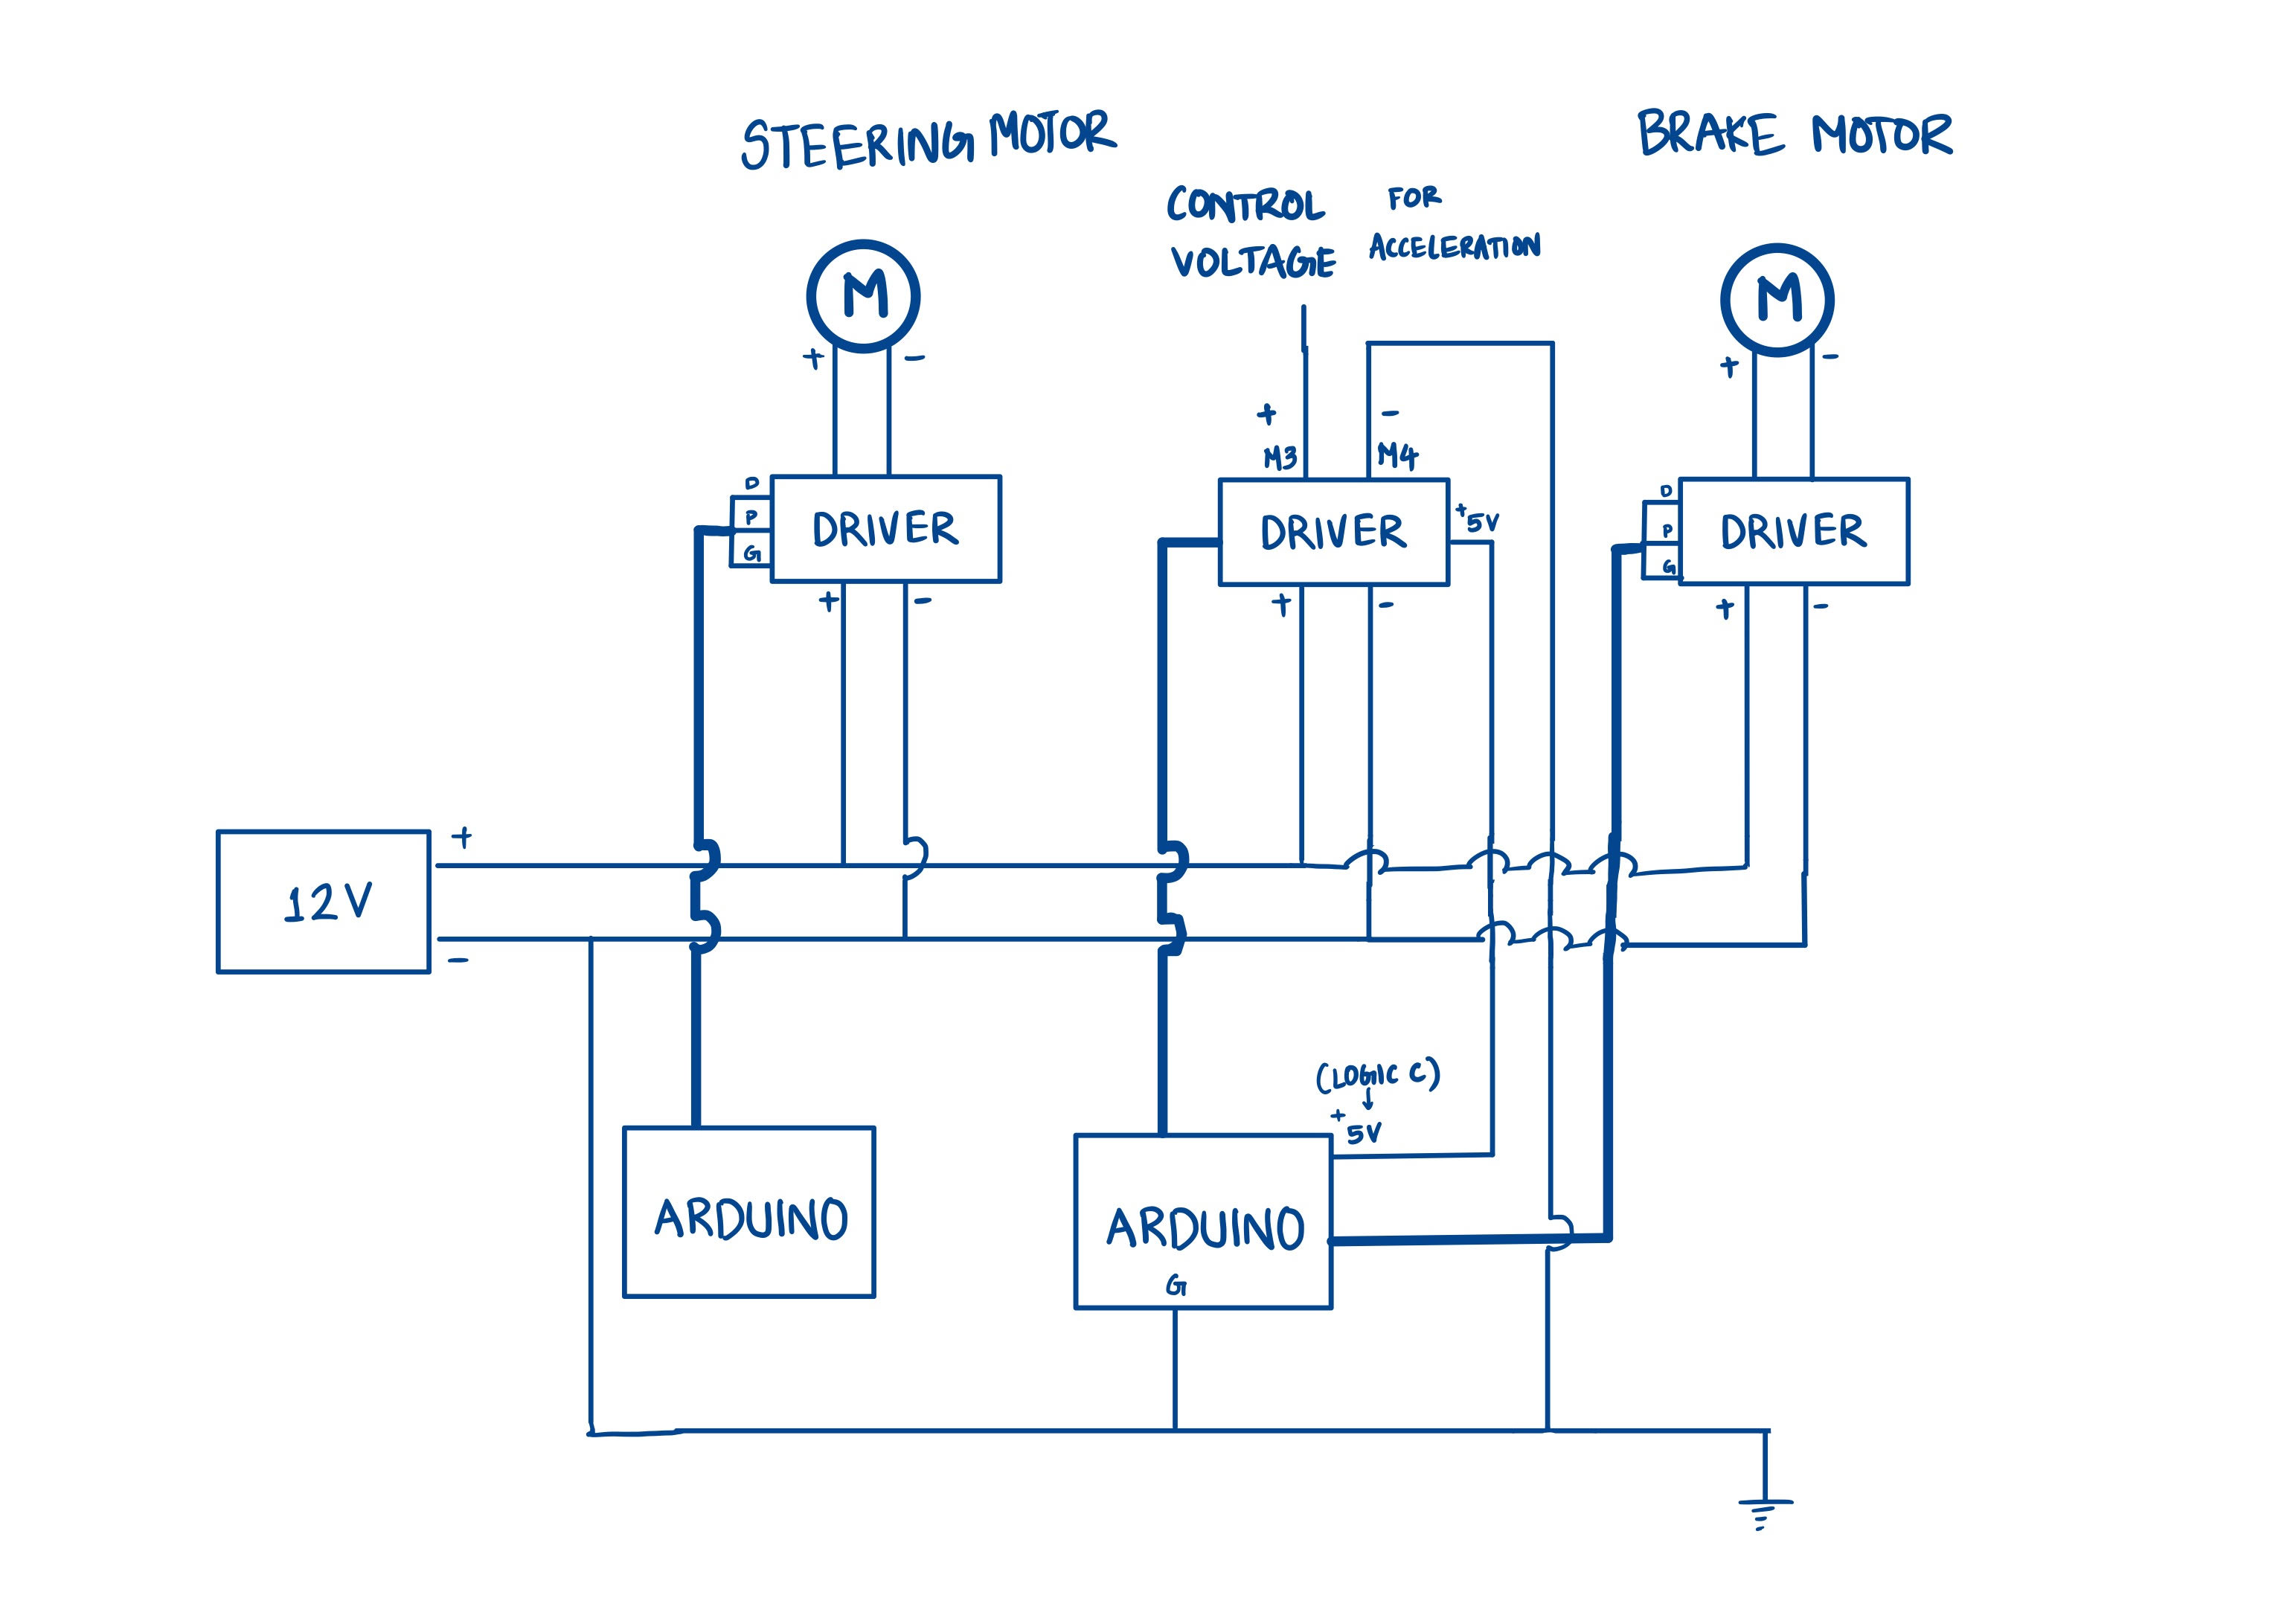 STEERING MOTOR
BRAKE MOTOR
CONTROL FOR
VOLTAGE ACCELERATION
M
M
+ -
+ -
+ -
M3 M4
D
P
G
DRIVER
DRIVER
+
5V
D
P
G
DRIVER
+ -
+ -
+ -
+
12V
-
(LOGIC C)
↓
+
5V
ARDUINO
ARDUINO
G